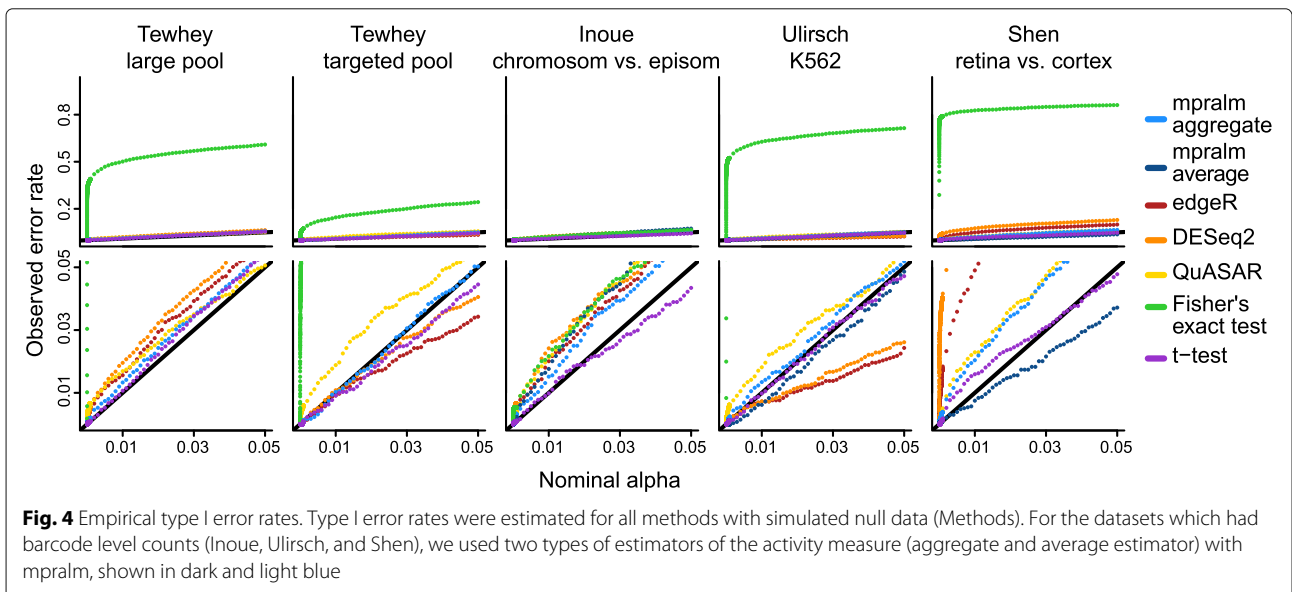 Tewhey
large pool
Tewhey
targeted pool
Inoue
chromosom vs. episom
Ulirsch
K562
Shen
retina vs. cortex
Observed error rate
0.8
0.5
0.2
0.05
0.03
0.01
0.01 0.03 0.05
0.01 0.03 0.05
0.01 0.03 0.05
0.01 0.03 0.05
0.01 0.03 0.05
Nominal alpha
mpralm
aggregate
mpralm
average
edgeR
DESeq2
QuASAR
Fisher's
exact test
t−test
Fig. 4 Empirical type I error rates. Type I error rates were estimated for all methods with simulated null data (Methods). For the datasets which had
barcode level counts (Inoue, Ulirsch, and Shen), we used two types of estimators of the activity measure (aggregate and average estimator) with
mpralm, shown in dark and light blue